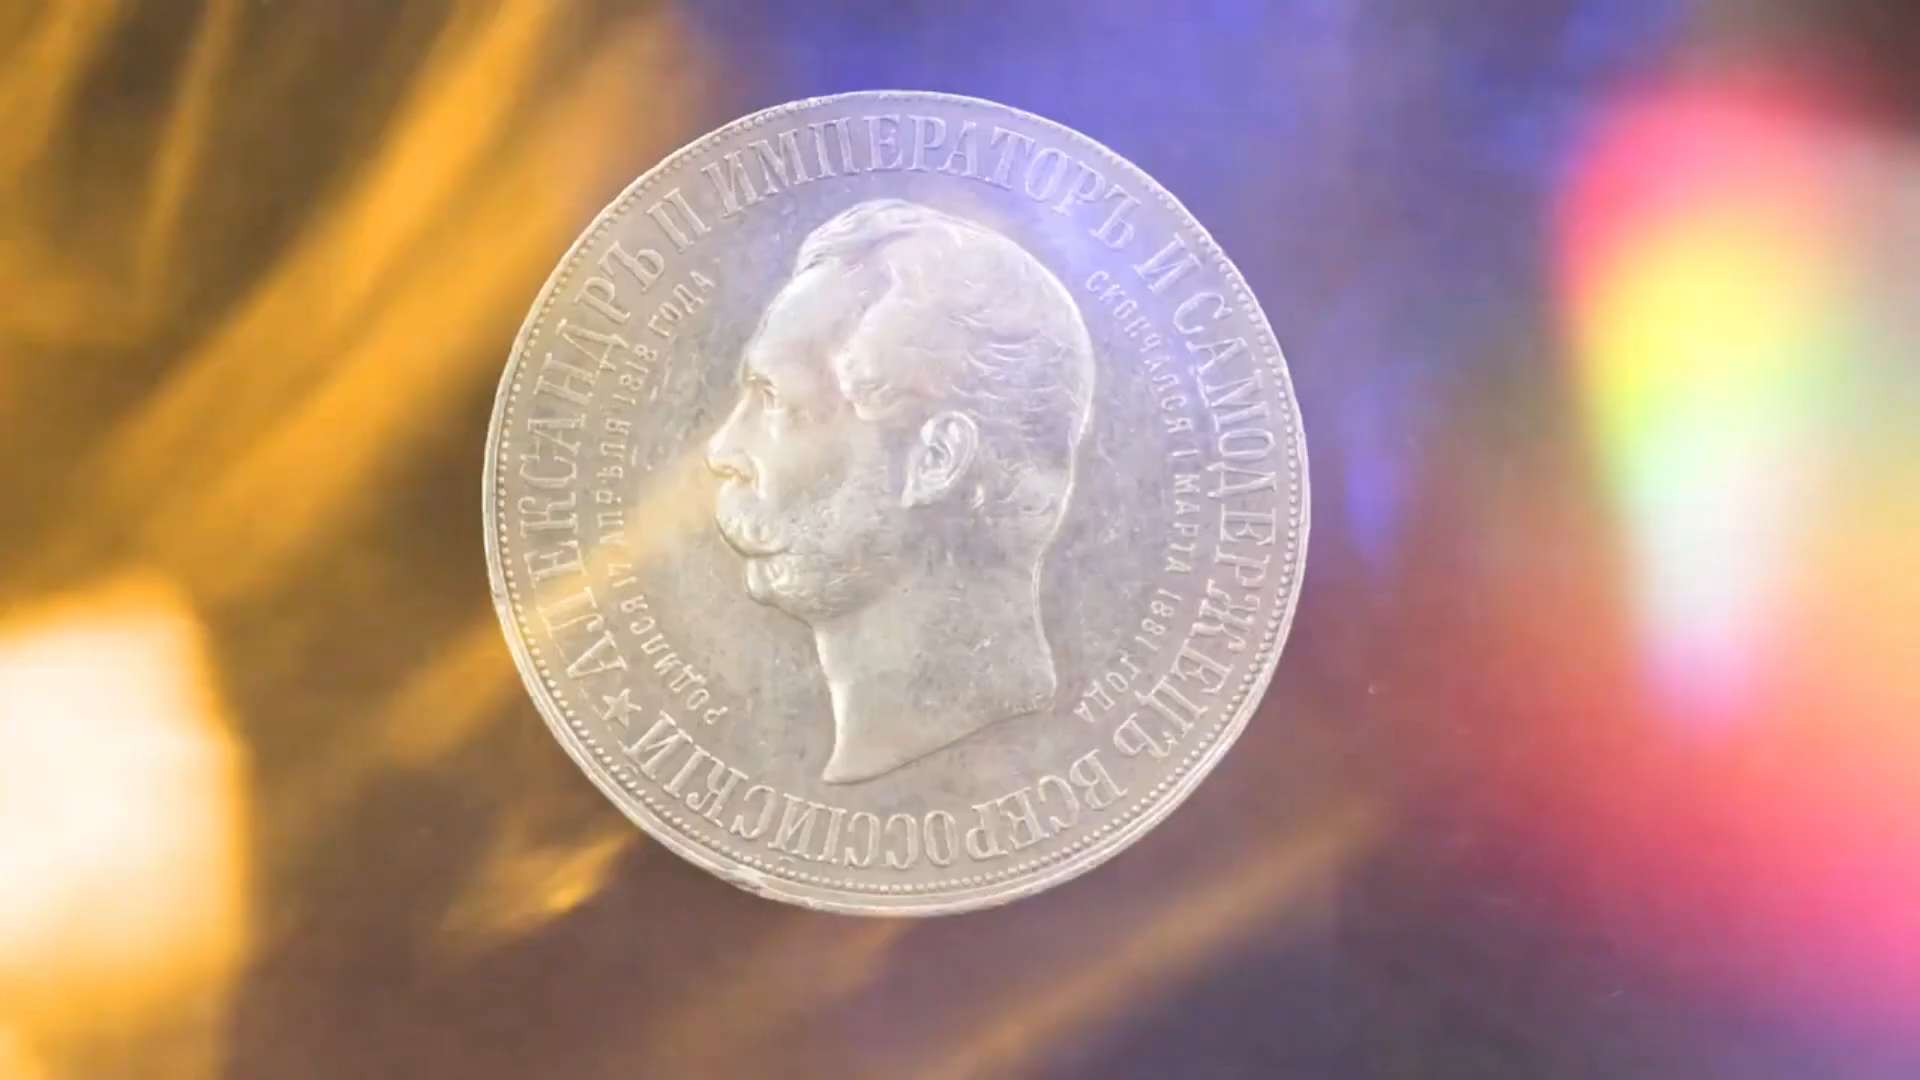 ★ АЛЕКСАНДРЪ II ИМПЕРАТОРЪ И САМОДЕРЖЕЦЪ ВСЕРОССІЙСКІЙ
РОДИЛСЯ 17 АПРѢЛЯ 1818 ГОДА
СКОНЧАЛСЯ 1 МАРТА 1881 ГОДА